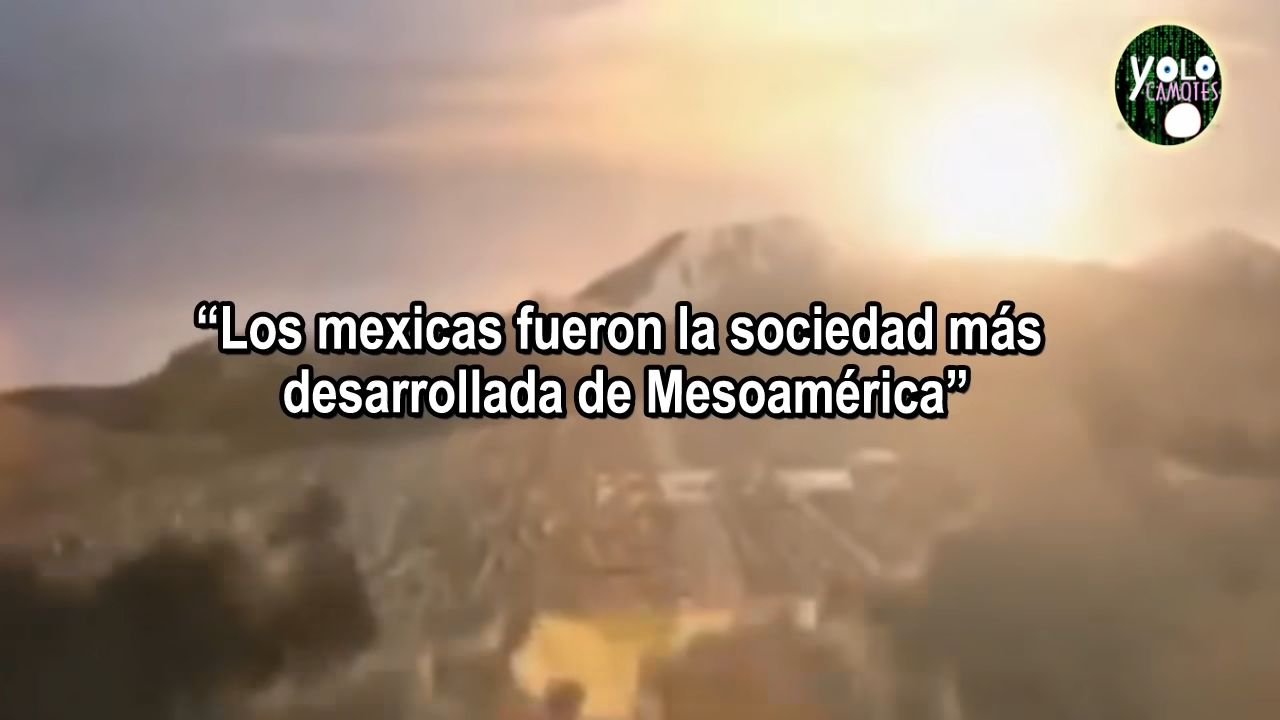 YOLO
CAMOTES
“Los mexicas fueron la sociedad más
desarrollada de Mesoamérica”